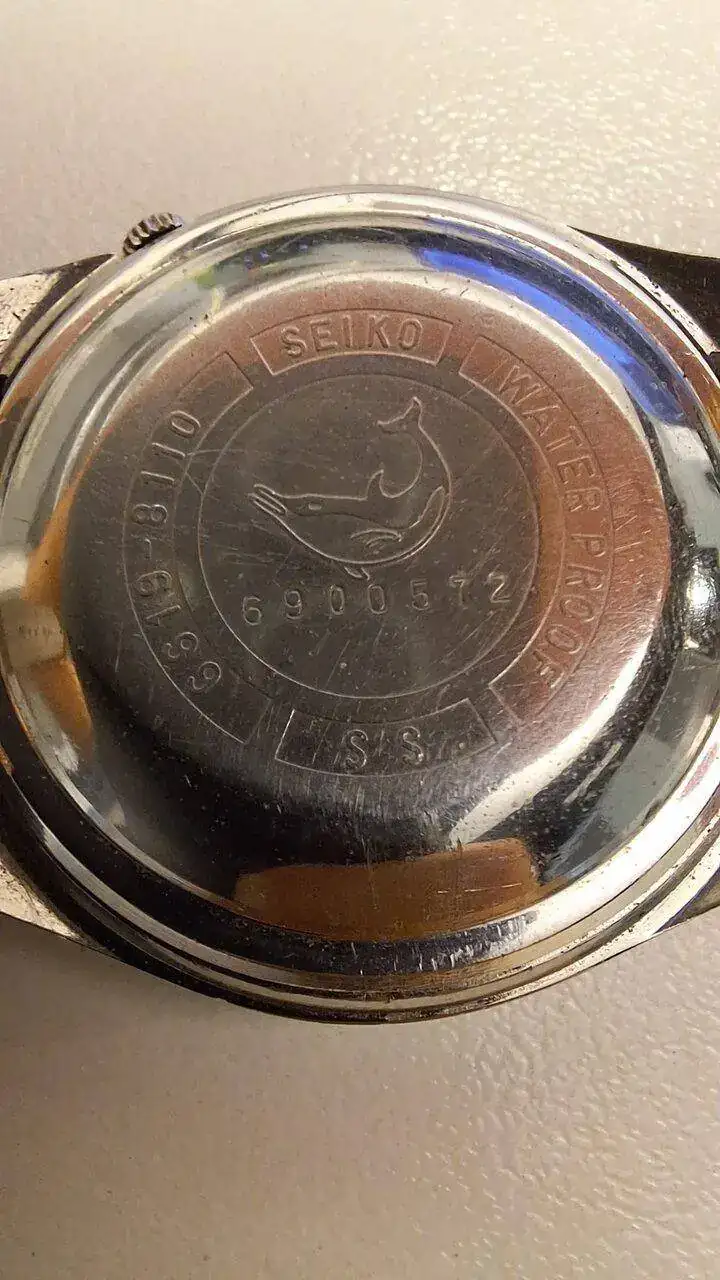 SEIKO
WATER PROOF
6619-8110
6900572
S S